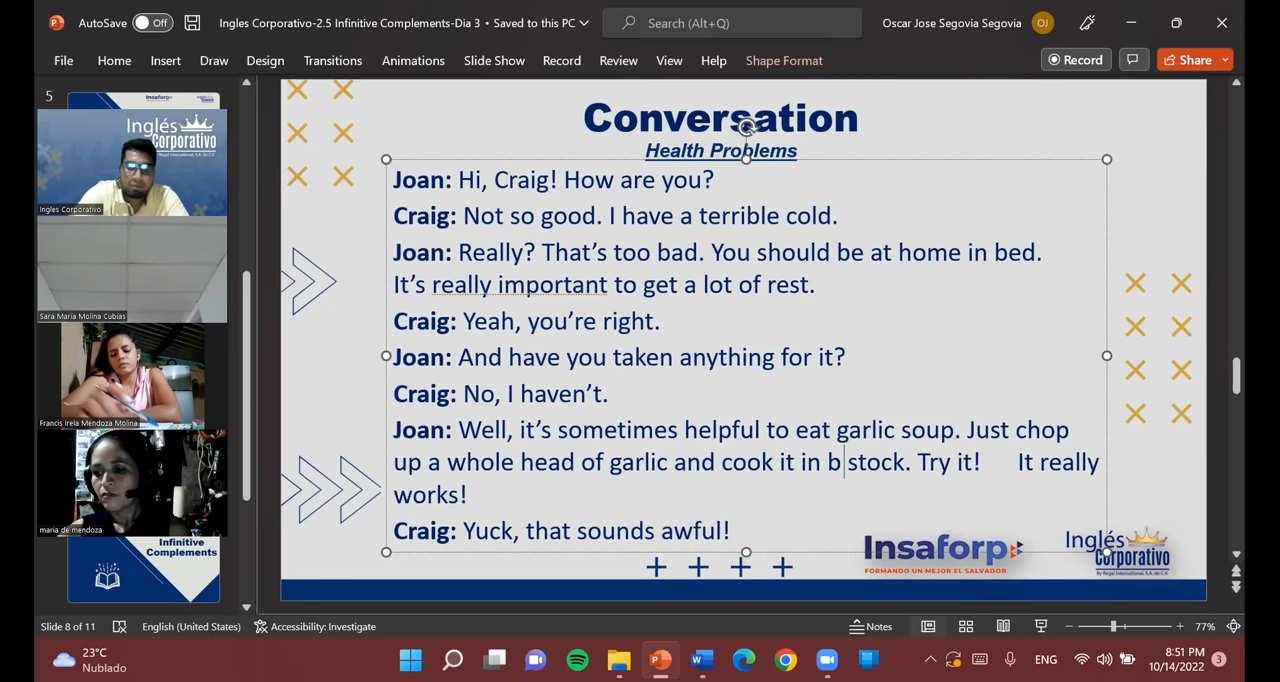 AutoSave Off Ingles Corporativo-2.5 Infinitive Complements-Dia 3 • Saved to this PC Search (Alt+Q) Oscar Jose Segovia Segovia OJ
File Home Insert Draw Design Transitions Animations Slide Show Record Review View Help Shape Format Record Share
5
Inglés
Corporativo
Ingles Corporativo
Sara María Molina Cubías
Francis Irela Mendoza Molina
maria de mendoza
Infinitive
Complements
Conversation
Health Problems
Joan: Hi, Craig! How are you?
Craig: Not so good. I have a terrible cold.
Joan: Really? That’s too bad. You should be at home in bed.
It’s really important to get a lot of rest.
Craig: Yeah, you’re right.
Joan: And have you taken anything for it?
Craig: No, I haven’t.
Joan: Well, it’s sometimes helpful to eat garlic soup. Just chop
up a whole head of garlic and cook it in b stock. Try it! It really
works!
Craig: Yuck, that sounds awful!
Insaforp
FORMANDO UN MEJOR EL SALVADOR
Inglés
Corporativo
By Regal International, S.A. de C.V.
Slide 8 of 11 English (United States) Accessibility: Investigate Notes 77%
23°C
Nublado
ENG
8:51 PM
10/14/2022
3